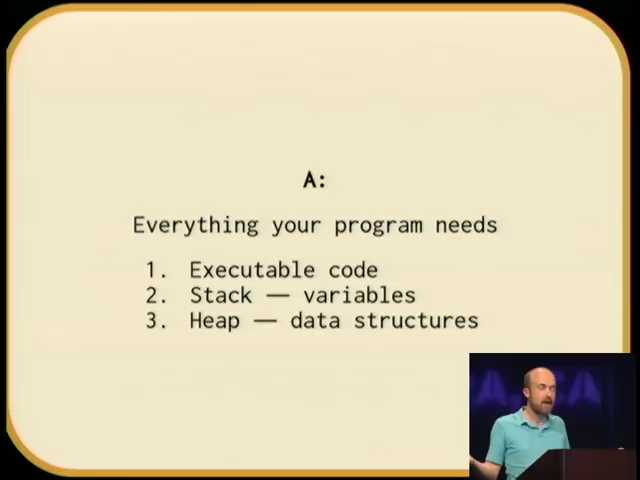 A:
Everything your program needs
1. Executable code
2. Stack — variables
3. Heap — data structures